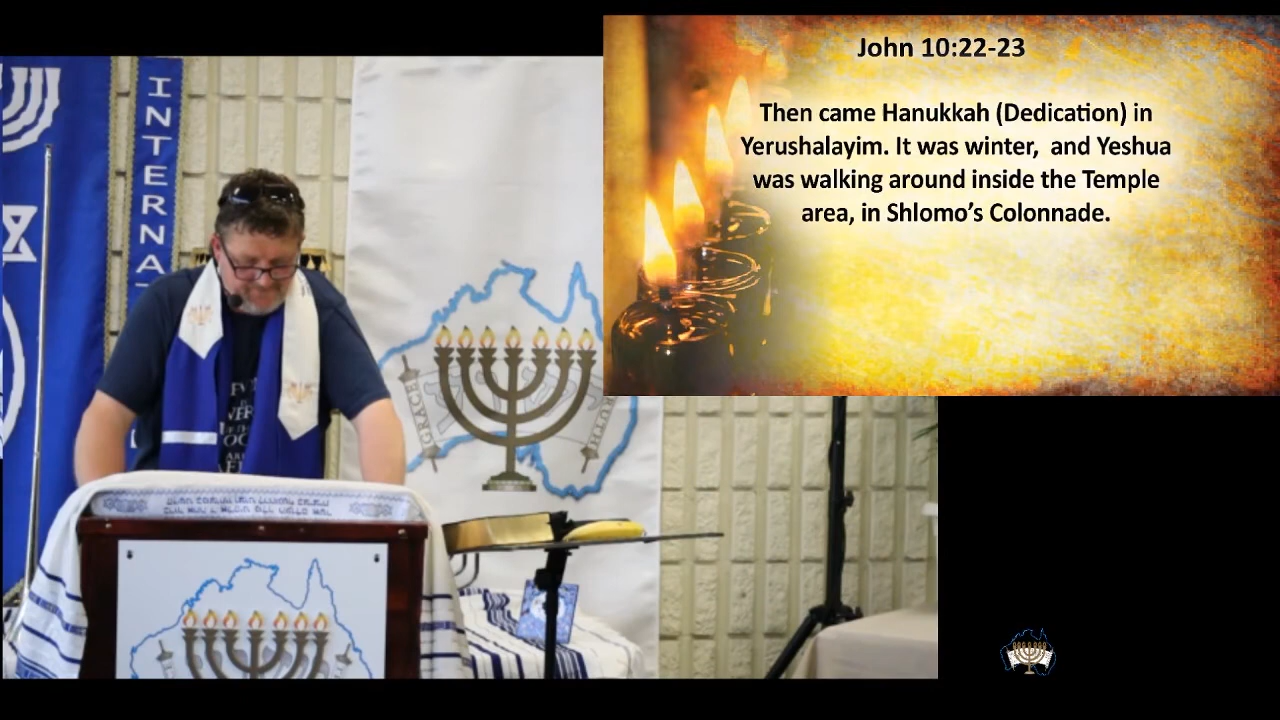 John 10:22-23
Then came Hanukkah (Dedication) in
Yerushalayim. It was winter,  and Yeshua
was walking around inside the Temple
area, in Shlomo’s Colonnade.
INTERNAT
GRACE